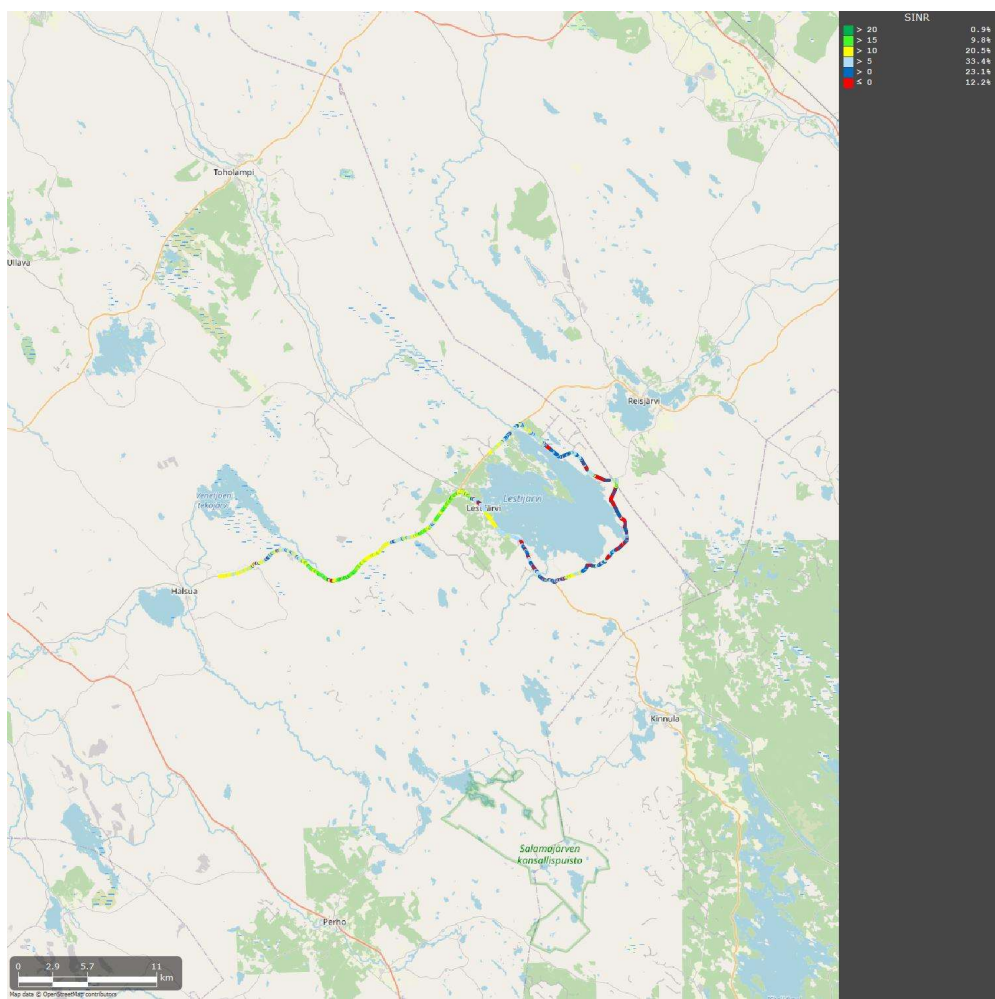 SINR
> 20 0.9%
> 15 9.8%
> 10 20.5%
> 5 33.4%
> 0 23.1%
≤ 0 12.2%
Toholampi
Ullava
Reisjärvi
Lestijärvi
tekojärvi
Halsua
Kinnula
Salamajärven
kansallispuisto
Perho
0 2.9 5.7 11
km
Map data © OpenStreetMap contributors